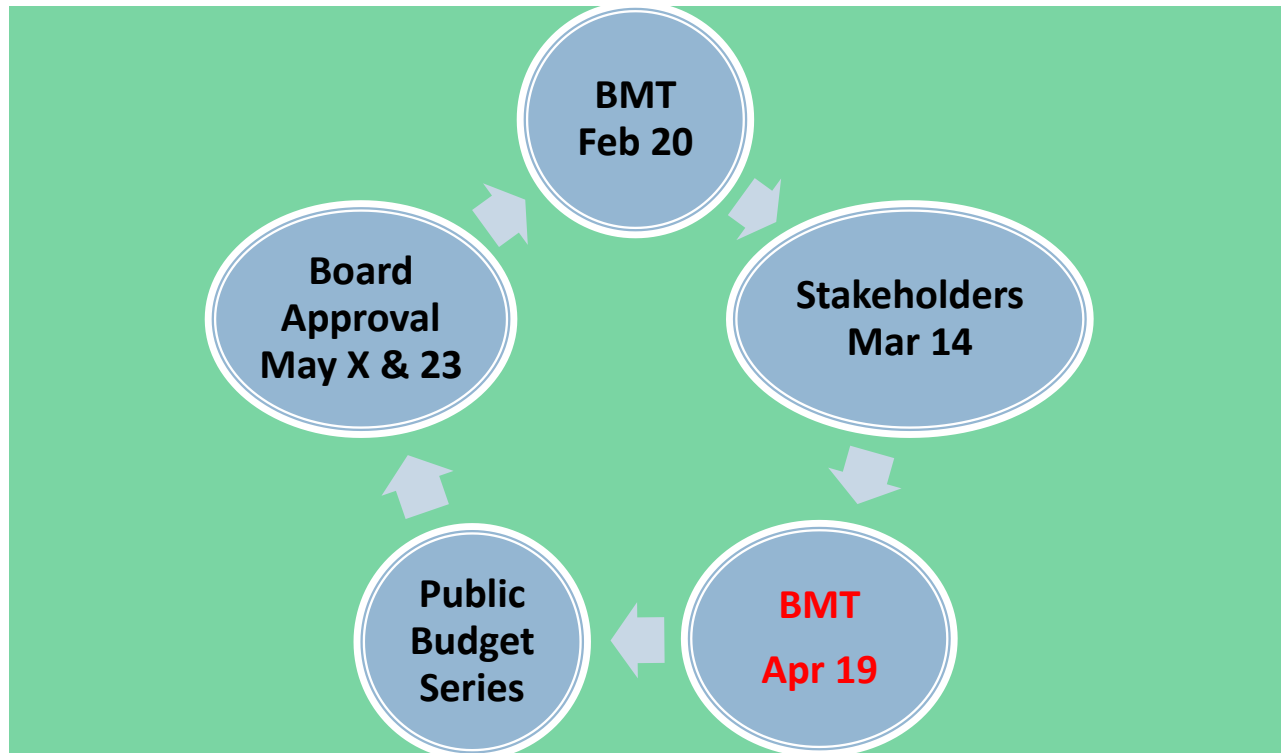 BMT
Feb 20
Stakeholders
Mar 14
BMT
Apr 19
Public
Budget
Series
Board
Approval
May X & 23